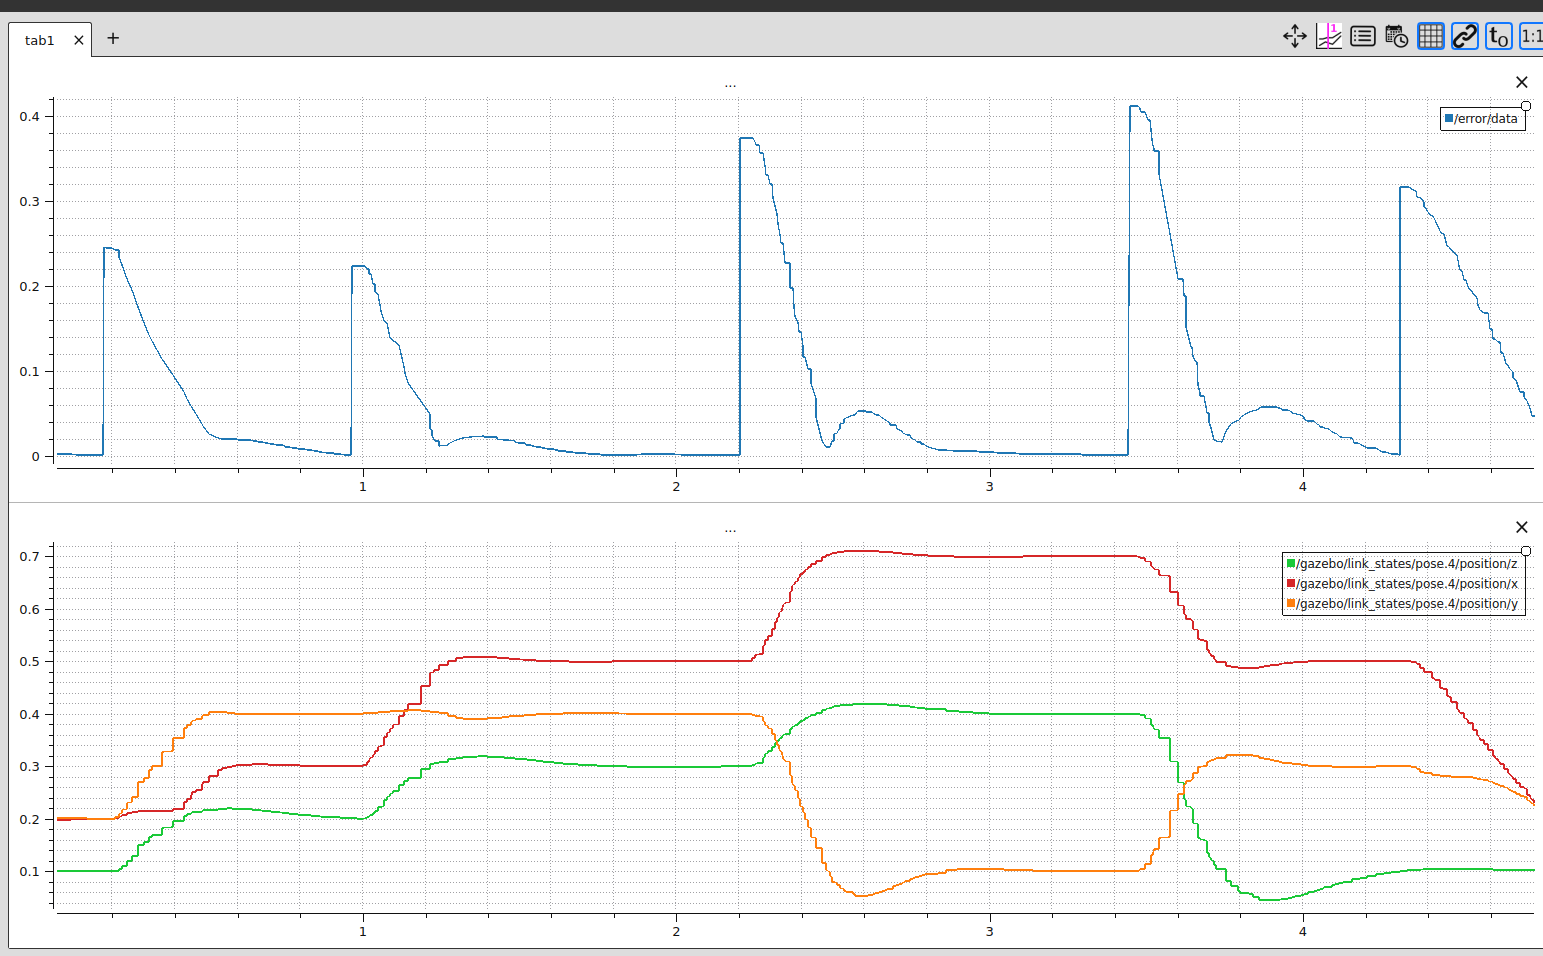 tab1
1
t0
1:1
...
0.4
/error/data
0.3
0.2
0.1
0
1 2 3 4
...
0.7
/gazebo/link_states/pose.4/position/z
/gazebo/link_states/pose.4/position/x
/gazebo/link_states/pose.4/position/y
0.6
0.5
0.4
0.3
0.2
0.1
1 2 3 4